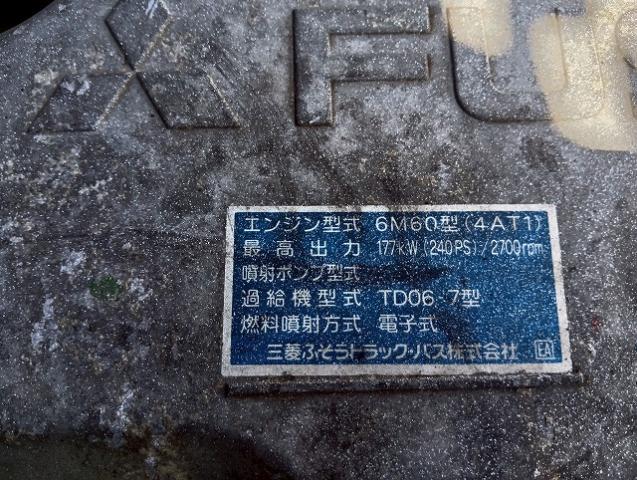 FU
エンジン型式 6M60型(4AT1)
最高出力 177kW(240PS)/2700rpm
噴射ポンプ型式
過給機型式 TD06 7型
燃料噴射方式 電子式
三菱ふそうトラック・バス株式会社 EA